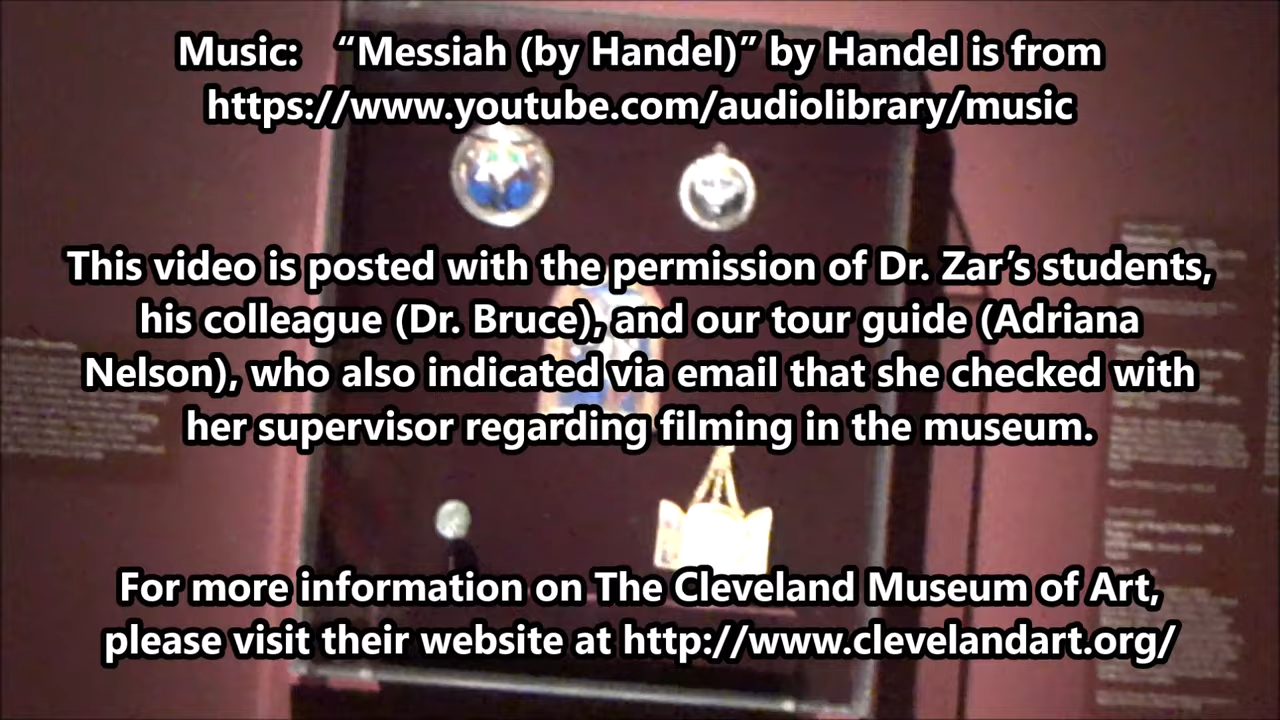 Music: “Messiah (by Handel)” by Handel is from
https://www.youtube.com/audiolibrary/music
This video is posted with the permission of Dr. Zar’s students,
his colleague (Dr. Bruce), and our tour guide (Adriana
Nelson), who also indicated via email that she checked with
her supervisor regarding filming in the museum.
For more information on The Cleveland Museum of Art,
please visit their website at http://www.clevelandart.org/